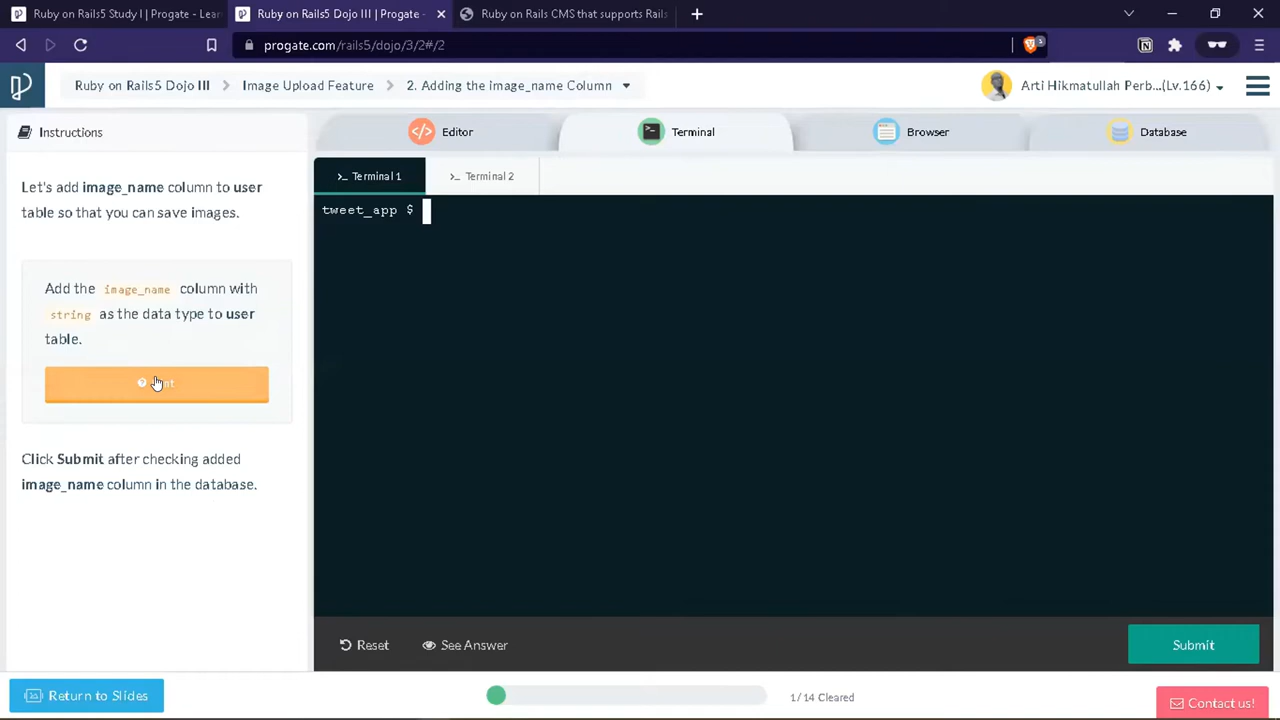 Ruby on Rails5 Study I | Progate - Lear
Ruby on Rails5 Dojo III | Progate -
Ruby on Rails CMS that supports Rails
progate.com/rails5/dojo/3/2#/2
Ruby on Rails5 Dojo III
Image Upload Feature
2. Adding the image_name Column
Arti Hikmatullah Perb...(Lv.166)
Instructions
Editor
Terminal
Browser
Database
Let's add image_name column to user
table so that you can save images.
Add the image_name column with
string as the data type to user
table.
Click Submit after checking added
image_name column in the database.
>_ Terminal 1
>_ Terminal 2
tweet_app $
Reset
See Answer
Submit
Return to Slides
1/14 Cleared
Contact us!